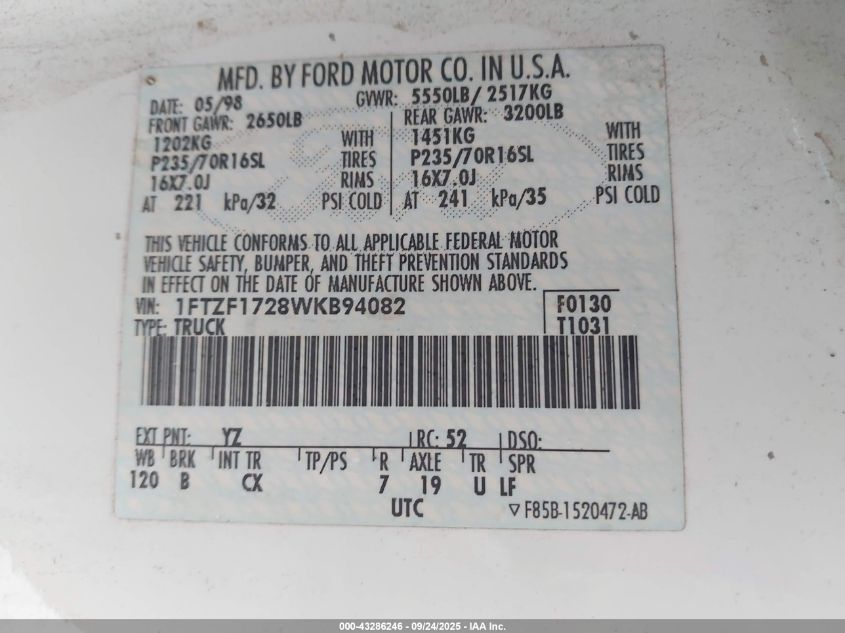 MFD. BY FORD MOTOR CO. IN U.S.A.
DATE: 05/98 GVWR: 5550LB/ 2517KG
FRONT GAWR: 2650LB REAR GAWR: 3200LB
1202KG WITH 1451KG WITH
P235/70R16SL TIRES P235/70R16SL TIRES
16X7.0J RIMS 16X7.0J RIMS
AT 221 kPa/32 PSI COLD AT 241 kPa/35 PSI COLD
THIS VEHICLE CONFORMS TO ALL APPLICABLE FEDERAL MOTOR
VEHICLE SAFETY, BUMPER, AND THEFT PREVENTION STANDARDS
IN EFFECT ON THE DATE OF MANUFACTURE SHOWN ABOVE.
VIN: 1FTZF1728WKB94082 F0130
TYPE: TRUCK T1031
EXT PNT: YZ RC: 52 DSO:
WB BRK INT TR TP/PS R AXLE TR SPR
120 B CX 7 19 U LF
UTC ▽F85B-1520472-AB
000-43286246 - 09/24/2025 - IAA Inc.